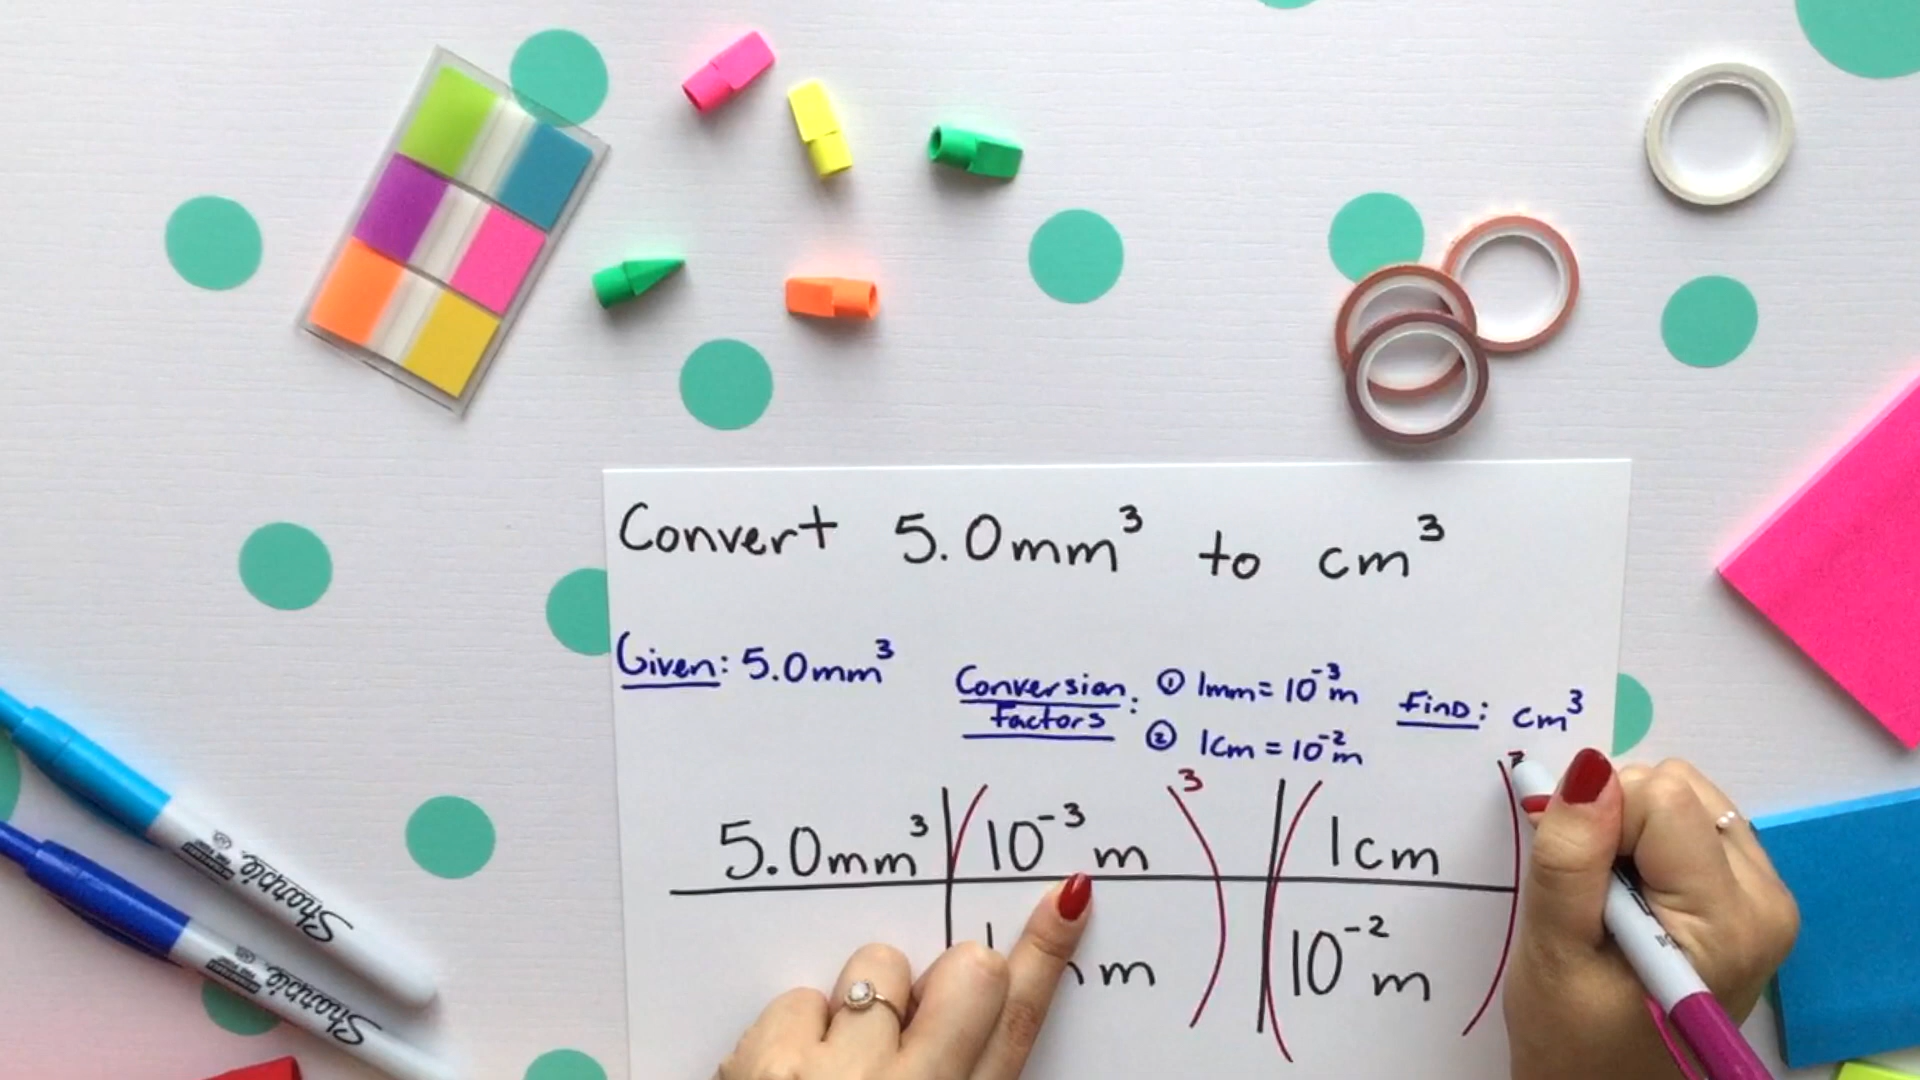 Convert 5.0mm³ to cm³
Given: 5.0mm³
Conversion Factors: ① 1mm = 10⁻³m
② 1cm = 10⁻²m
Find: cm³
5.0mm³ (10⁻³ m)³ (1cm)
m
10⁻² m
Sharpie.
Sharpie.